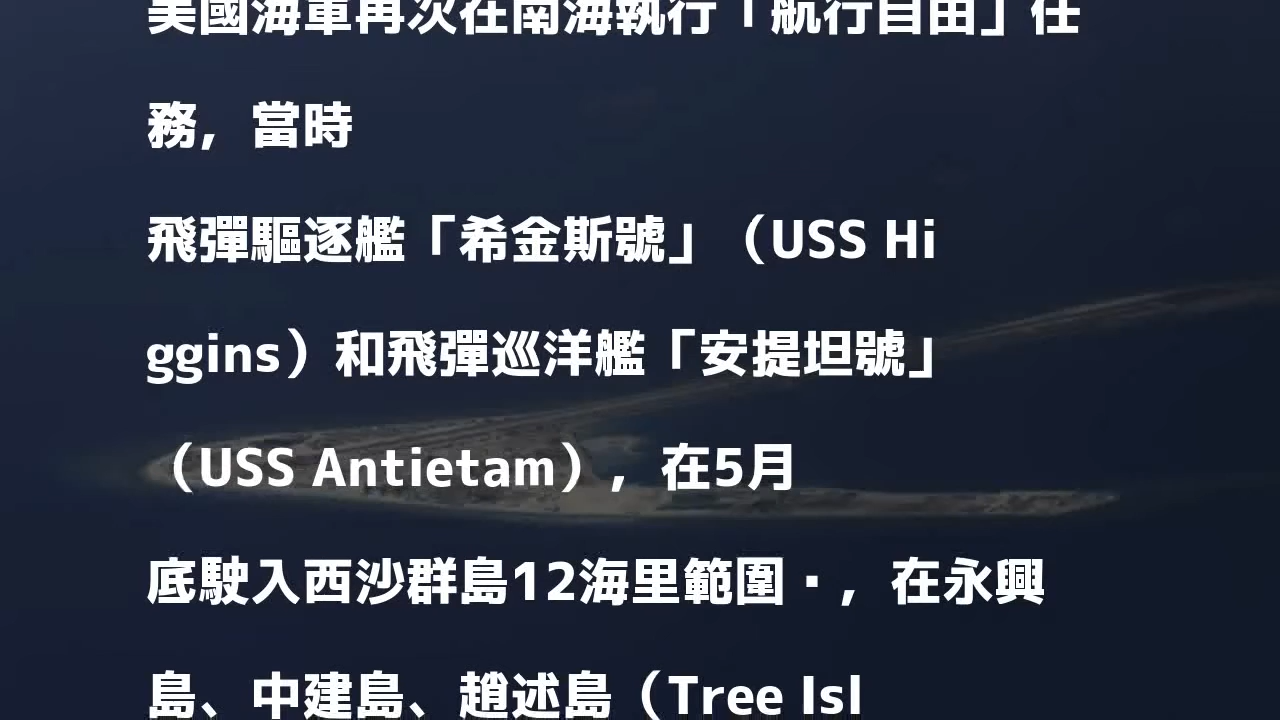 美國海軍再次在南海執行「航行自由」任
務，當時
飛彈驅逐艦「希金斯號」（USS Hi
ggins）和飛彈巡洋艦「安提坦號」
（USS Antietam），在5月
底駛入西沙群島12海里範圍·，在永興
島、中建島、趙述島（Tree Isl